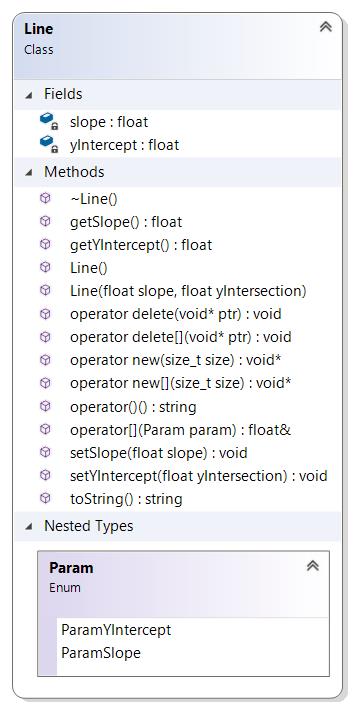 Line
Class
Fields
slope : float
yIntercept : float
Methods
~Line()
getSlope() : float
getYIntercept() : float
Line()
Line(float slope, float yIntersection)
operator delete(void* ptr) : void
operator delete[](void* ptr) : void
operator new(size_t size) : void*
operator new[](size_t size) : void*
operator()() : string
operator[](Param param) : float&
setSlope(float slope) : void
setYIntercept(float yIntersection) : void
toString() : string
Nested Types
Param
Enum
ParamYIntercept
ParamSlope